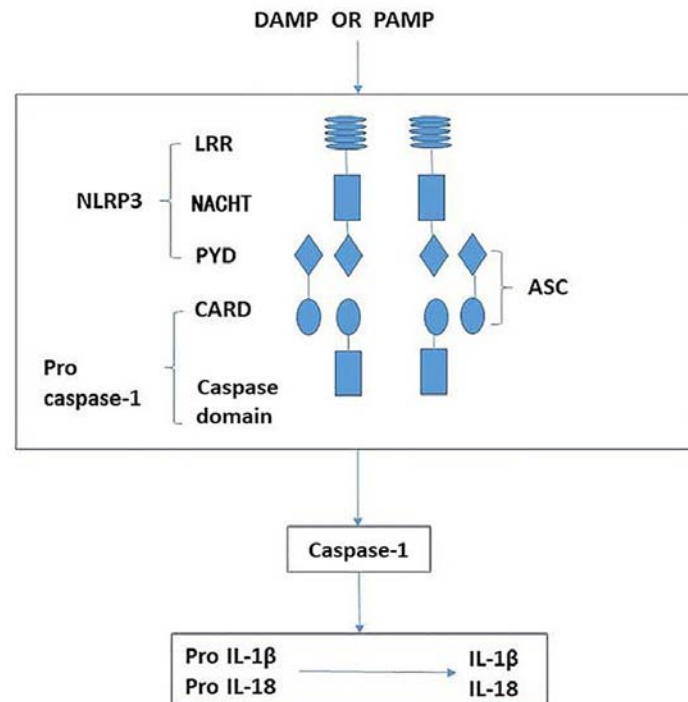 DAMP OR PAMP
LRR
NLRP3
NACHT
PYD
ASC
CARD
Pro
caspase-1
Caspase
domain
Caspase-1
Pro IL-1β IL-1β
Pro IL-18 IL-18